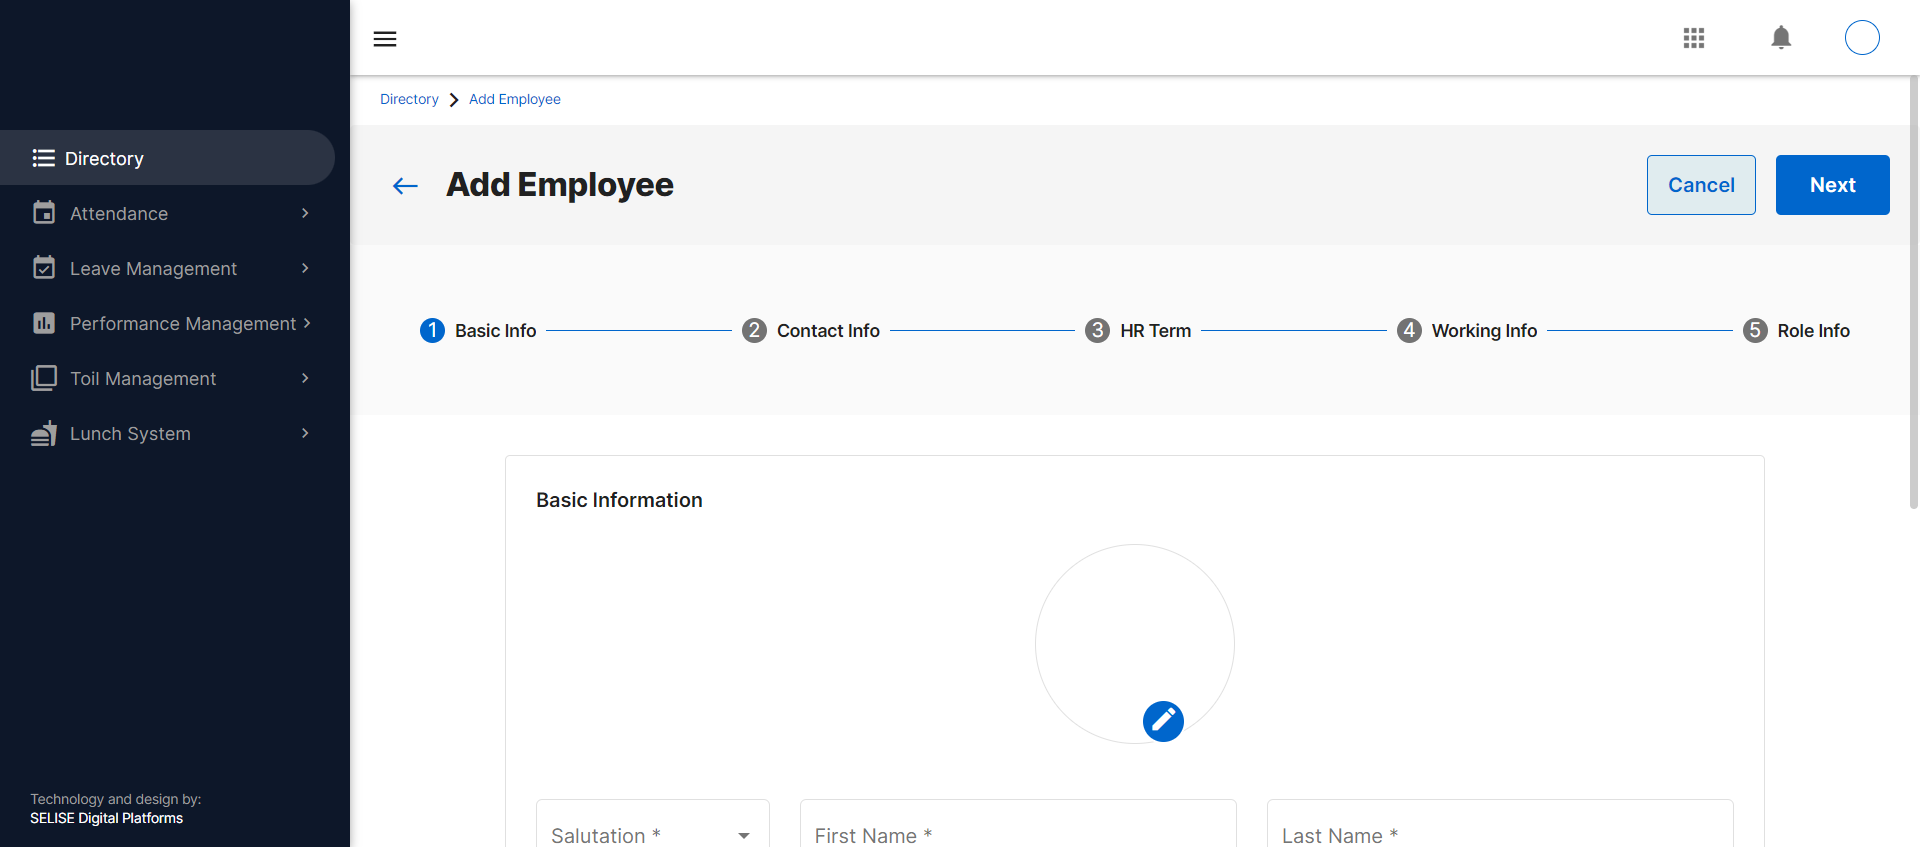 Directory
Attendance
Leave Management
Performance Management
Toil Management
Lunch System
Technology and design by:
SELISE Digital Platforms
Directory Add Employee
Add Employee
Cancel
Next
1 Basic Info
2 Contact Info
3 HR Term
4 Working Info
5 Role Info
Basic Information
Salutation *
First Name *
Last Name *